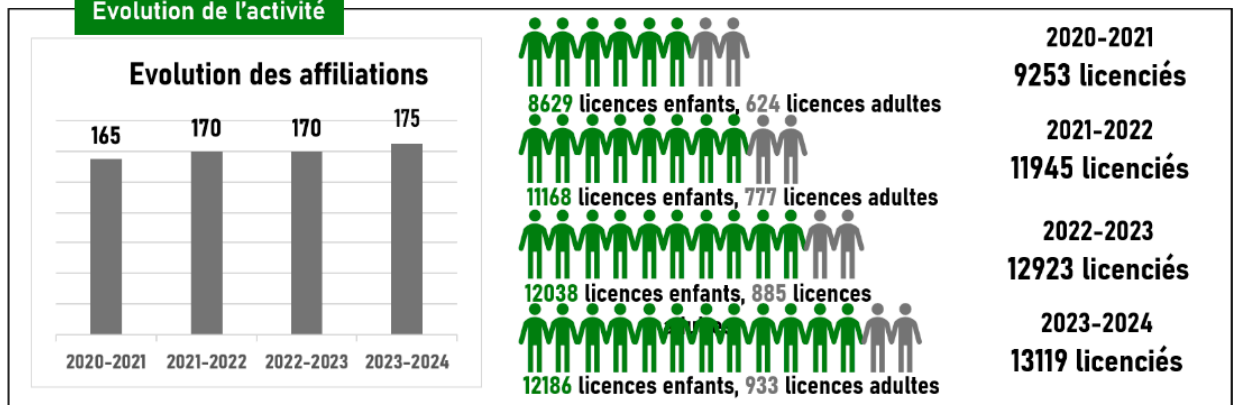 Evolution de l'activité
Evolution des affiliations
165
170
170
175
2020-2021
2021-2022
2022-2023
2023-2024
8629 licences enfants, 624 licences adultes
11168 licences enfants, 777 licences adultes
12038 licences enfants, 885 licences
adultes
12186 licences enfants, 933 licences adultes
2020-2021
9253 licenciés
2021-2022
11945 licenciés
2022-2023
12923 licenciés
2023-2024
13119 licenciés